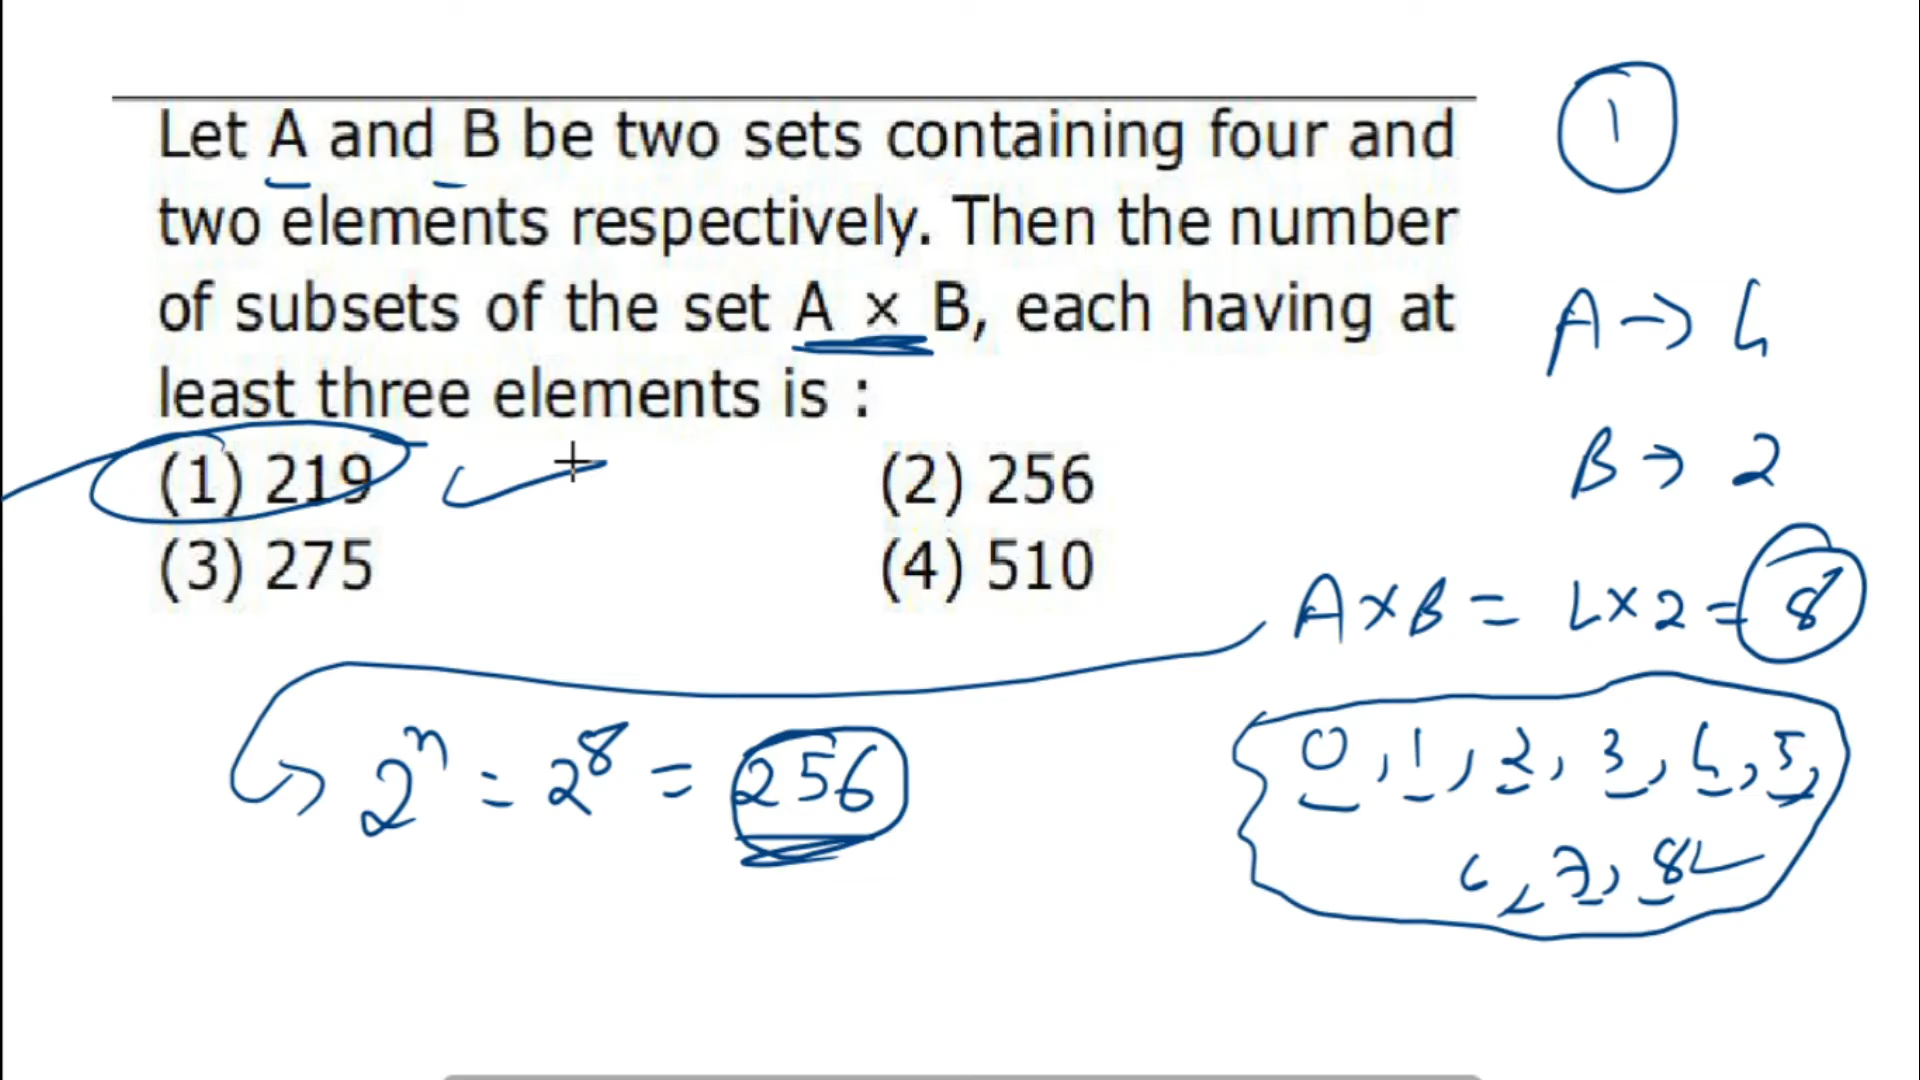 Let A and B be two sets containing four and
two elements respectively. Then the number
of subsets of the set A × B, each having at
least three elements is :
(1) 219 (2) 256
(3) 275 (4) 510
1
A → 4
B → 2
A×B = 4×2 = 8
2ⁿ = 2⁸ = 256
0, 1, 2, 3, 4, 5,
6, 7, 8